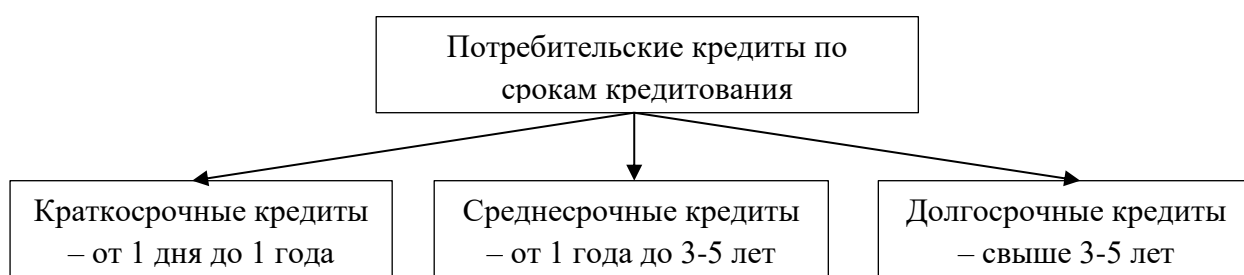 Потребительские кредиты по
срокам кредитования
Краткосрочные кредиты
– от 1 дня до 1 года
Среднесрочные кредиты
– от 1 года до 3-5 лет
Долгосрочные кредиты
– свыше 3-5 лет